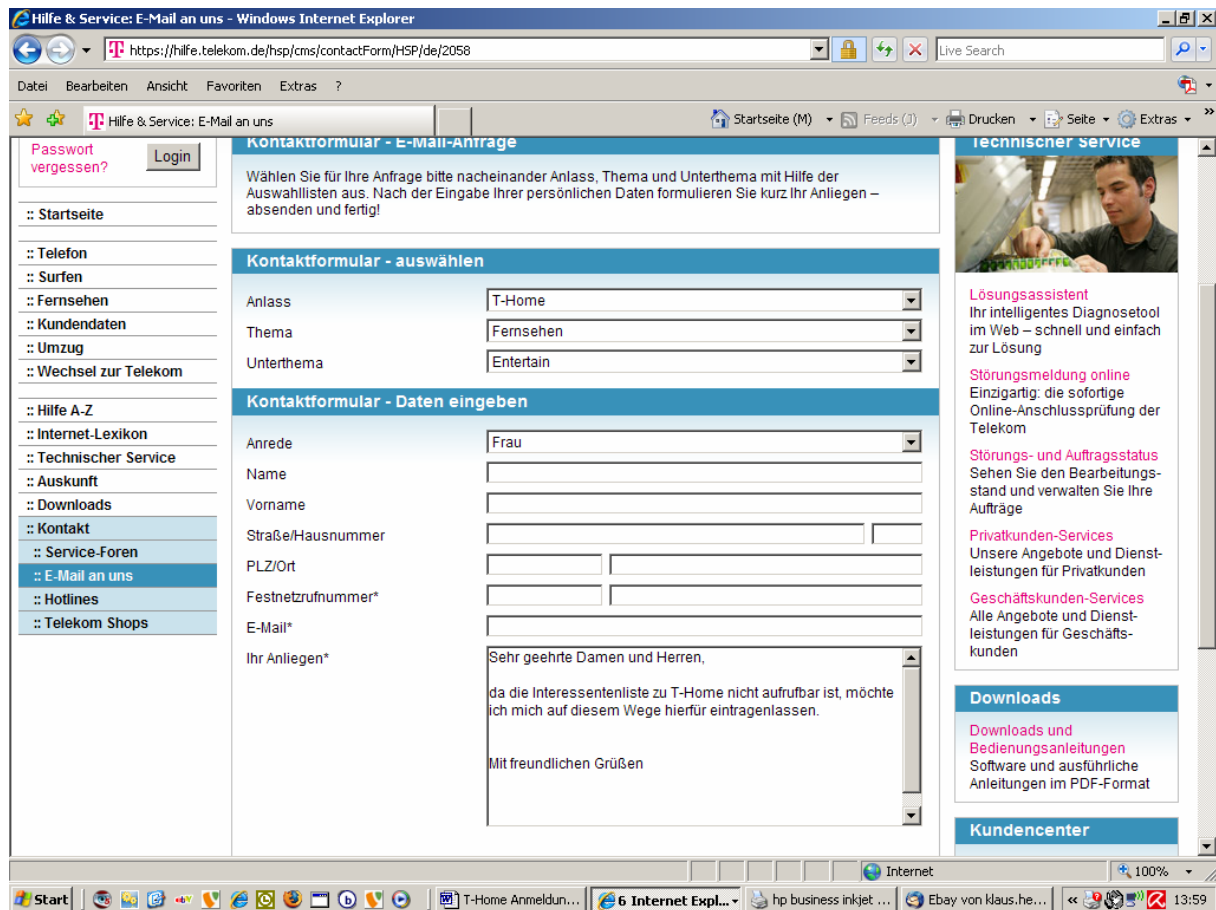 Hilfe & Service: E-Mail an uns - Windows Internet Explorer
https://hilfe.telekom.de/hsp/cms/contactForm/HSP/de/2058
Live Search
Datei Bearbeiten Ansicht Favoriten Extras ?
Hilfe & Service: E-Mail an uns
Startseite (M) Feeds (J) Drucken Seite Extras »
Passwort
vergessen?
Login
:: Startseite
:: Telefon
:: Surfen
:: Fernsehen
:: Kundendaten
:: Umzug
:: Wechsel zur Telekom
:: Hilfe A-Z
:: Internet-Lexikon
:: Technischer Service
:: Auskunft
:: Downloads
:: Kontakt
:: Service-Foren
:: E-Mail an uns
:: Hotlines
:: Telekom Shops
Kontaktformular - E-Mail-Anfrage
Wählen Sie für Ihre Anfrage bitte nacheinander Anlass, Thema und Unterthema mit Hilfe der
Auswahllisten aus. Nach der Eingabe Ihrer persönlichen Daten formulieren Sie kurz Ihr Anliegen –
absenden und fertig!
Kontaktformular - auswählen
Anlass T-Home
Thema Fernsehen
Unterthema Entertain
Kontaktformular - Daten eingeben
Anrede Frau
Name
Vorname
Straße/Hausnummer
PLZ/Ort
Festnetzrufnummer*
E-Mail*
Ihr Anliegen*
Sehr geehrte Damen und Herren,
da die Interessentenliste zu T-Home nicht aufrufbar ist, möchte
ich mich auf diesem Wege hierfür eintragenlassen.
Mit freundlichen Grüßen
Technischer Service
Lösungsassistent
Ihr intelligentes Diagnosetool
im Web – schnell und einfach
zur Lösung
Störungsmeldung online
Einzigartig: die sofortige
Online-Anschlussprüfung der
Telekom
Störungs- und Auftragsstatus
Sehen Sie den Bearbeitungs-
stand und verwalten Sie Ihre
Aufträge
Privatkunden-Services
Unsere Angebote und Dienst-
leistungen für Privatkunden
Geschäftskunden-Services
Alle Angebote und Dienst-
leistungen für Geschäfts-
kunden
Downloads
Downloads und
Bedienungsanleitungen
Software und ausführliche
Anleitungen im PDF-Format
Kundencenter
Internet 100%
Start T-Home Anmeldun... 6 Internet Expl... hp business inkjet ... Ebay von klaus.he... « 13:59